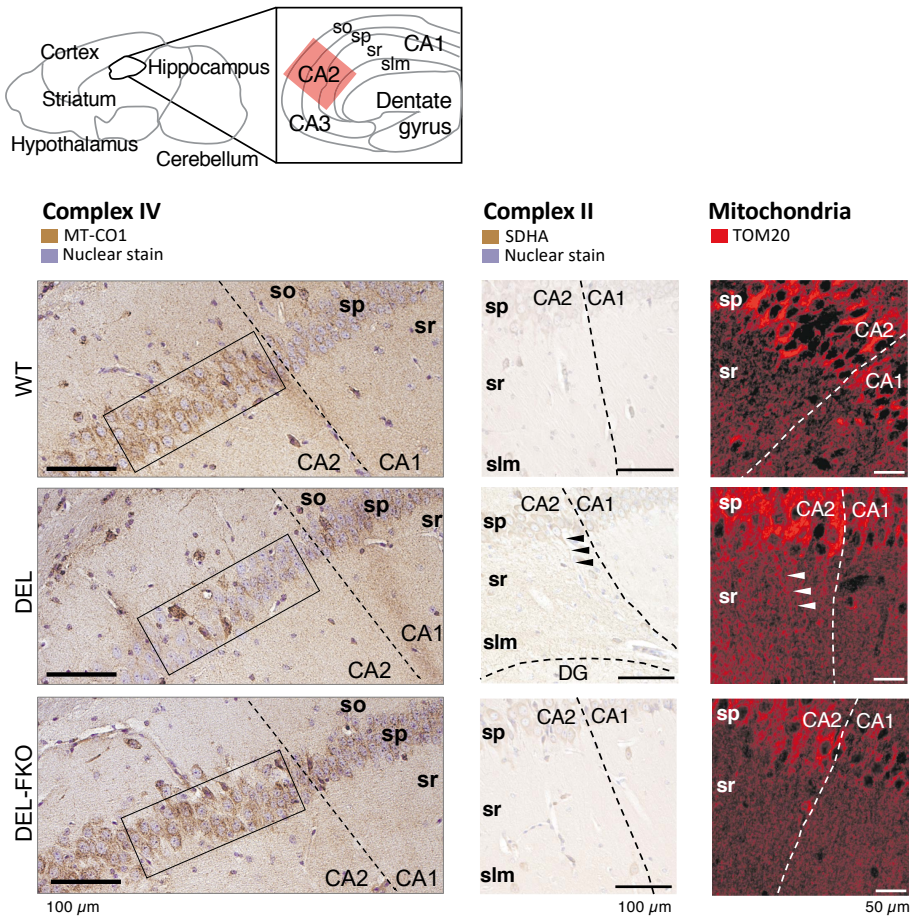 Cortex
Hippocampus
Striatum
Hypothalamus
Cerebellum
so
sp
sr
slm
CA1
CA2
CA3
Dentate
gyrus
Complex IV
MT-CO1
Nuclear stain
Complex II
SDHA
Nuclear stain
Mitochondria
TOM20
WT
so
sp
sr
CA2
CA1
sp
CA2
CA1
sr
slm
sp
CA2
sr
CA1
DEL
so
sp
sr
CA1
CA2
sp
CA2
CA1
sr
slm
DG
sp
CA2
CA1
sr
DEL-FKO
so
sp
sr
CA2
CA1
sp
CA2
CA1
sr
slm
sp
CA2
CA1
sr
100 µm
100 µm
50 µm